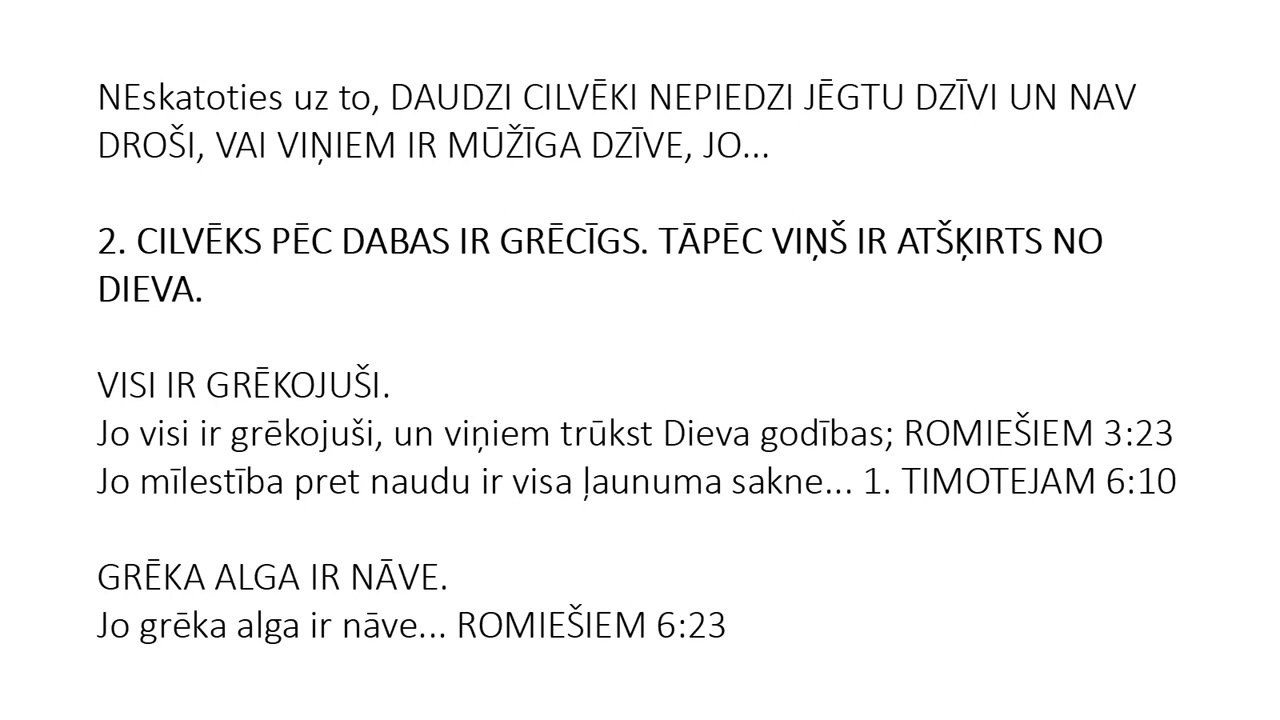 NEskatoties uz to, DAUDZI CILVĒKI NEPIEDZI JĒGTU DZĪVI UN NAV
DROŠI, VAI VIŅIEM IR MŪŽĪGA DZĪVE, JO...
2. CILVĒKS PĒC DABAS IR GRĒCĪGS. TĀPĒC VIŅŠ IR ATŠĶIRTS NO
DIEVA.
VISI IR GRĒKOJUŠI.
Jo visi ir grēkojuši, un viņiem trūkst Dieva godības; ROMIEŠIEM 3:23
Jo mīlestība pret naudu ir visa ļaunuma sakne... 1. TIMOTEJAM 6:10
GRĒKA ALGA IR NĀVE.
Jo grēka alga ir nāve... ROMIEŠIEM 6:23